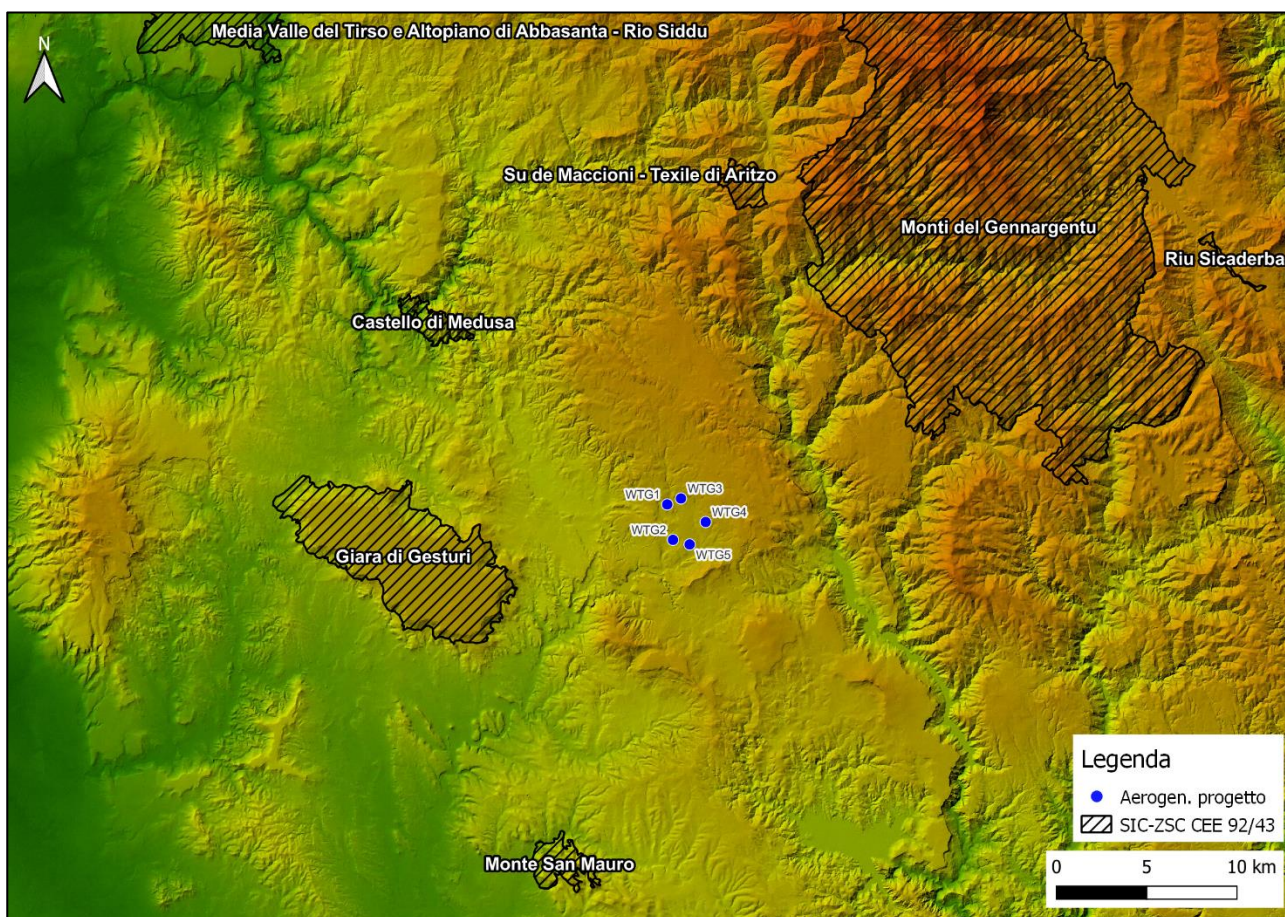 Media Valle del Tirso e Altopiano di Abbasanta - Rio Siddu
N
Su de Maccioni - Texile di Aritzo
Monti del Gennargentu
Riu Sicaderba
Castello di Medusa
WTG1
WTG3
WTG4
WTG2
WTG5
Giara di Gesturi
Monte San Mauro
Legenda
Aerogen. progetto
SIC-ZSC CEE 92/43
0 5 10 km